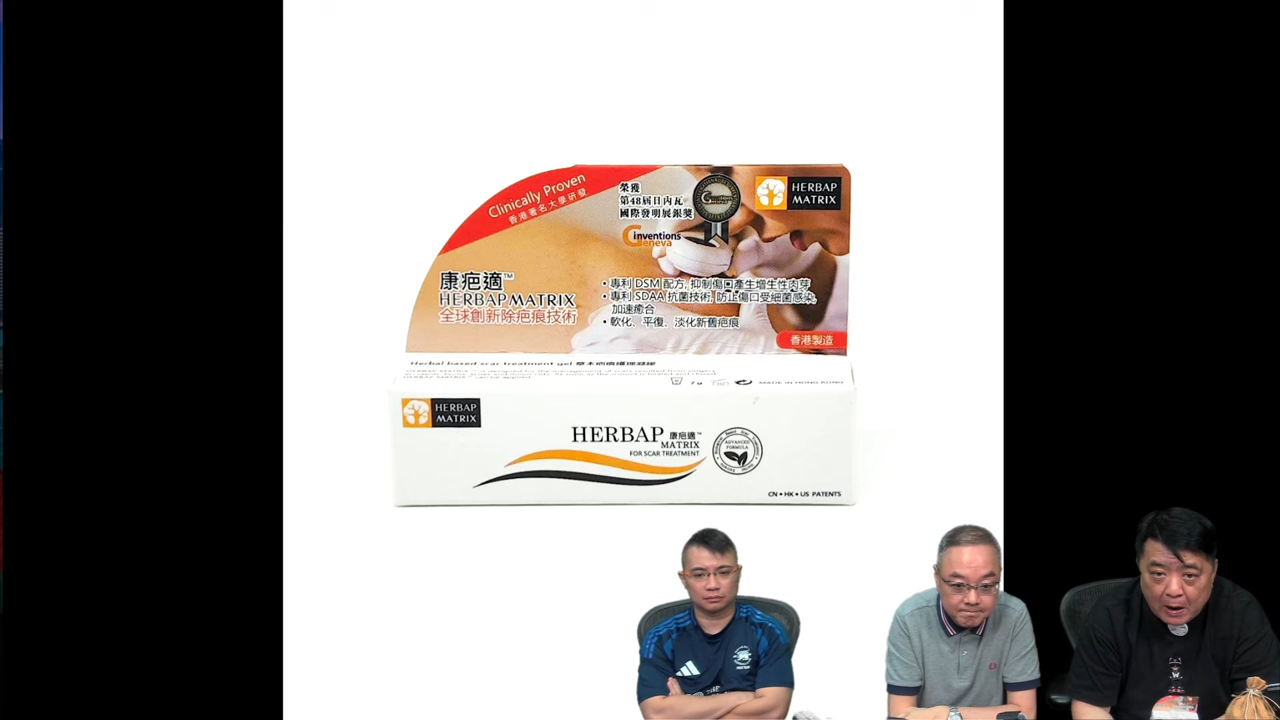 Clinically Proven
香港著名大學研發
榮獲
第48屆日內瓦
國際發明展銀獎
inventions
Geneva
HERBAP
MATRIX
康疤適™
HERBAP MATRIX
全球創新除疤痕技術
• 專利 DSM 配方, 抑制傷口產生增生性肉芽
• 專利 SDAA 抗菌技術, 防止傷口受細菌感染,
加速癒合
• 軟化、平復、淡化新舊疤痕
香港製造
Herbal based scar treatment gel
7g
MADE IN HONG KONG
HERBAP
MATRIX
HERBAP 康疤適™
MATRIX
FOR SCAR TREATMENT
ADVANCED
FORMULA
CN • HK • US PATENTS